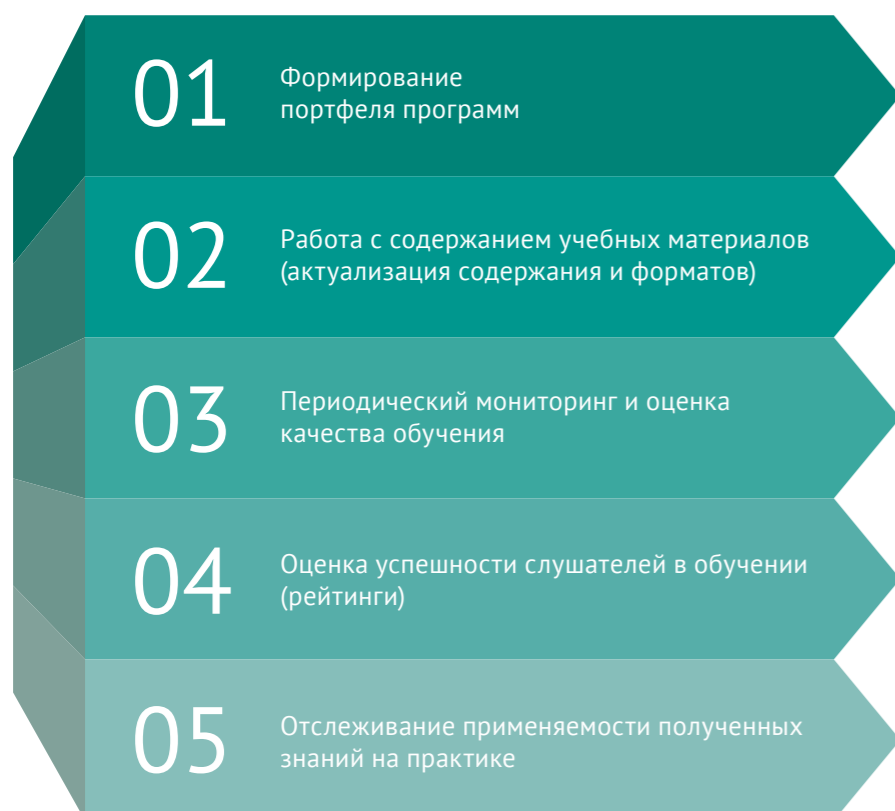 01
Формирование
портфеля программ
02
Работа с содержанием учебных материалов
(актуализация содержания и форматов)
03
Периодический мониторинг и оценка
качества обучения
04
Оценка успешности слушателей в обучении
(рейтинги)
05
Отслеживание применяемости полученных
знаний на практике